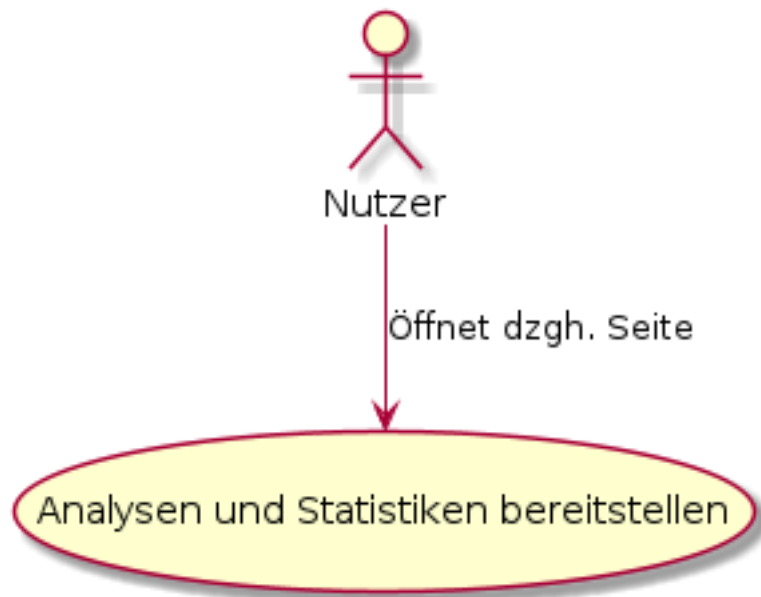 Nutzer
Öffnet dzgh. Seite
Analysen und Statistiken bereitstellen